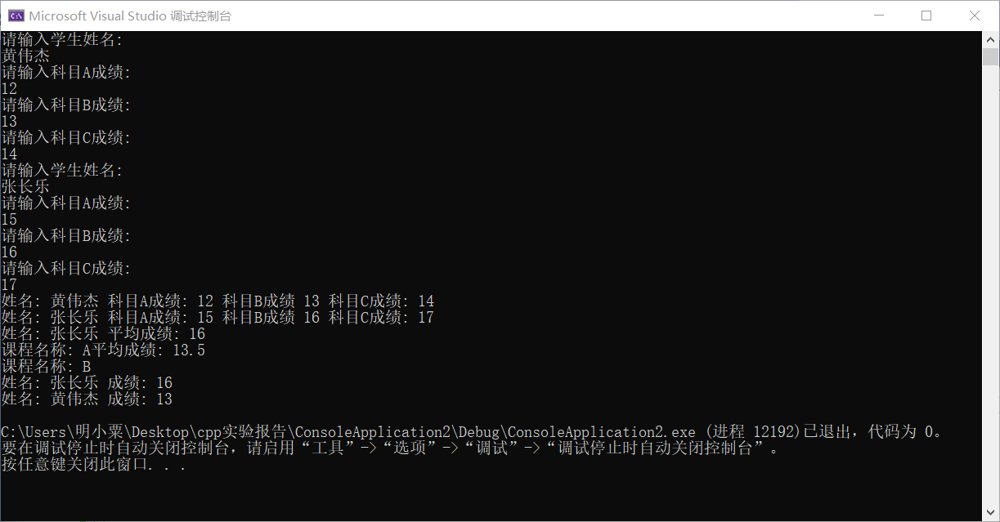 Microsoft Visual Studio 调试控制台
请输入学生姓名:
黄伟杰
请输入科目A成绩:
12
请输入科目B成绩:
13
请输入科目C成绩:
14
请输入学生姓名:
张长乐
请输入科目A成绩:
15
请输入科目B成绩:
16
请输入科目C成绩:
17
姓名: 黄伟杰 科目A成绩: 12 科目B成绩 13 科目C成绩: 14
姓名: 张长乐 科目A成绩: 15 科目B成绩 16 科目C成绩: 17
姓名: 张长乐 平均成绩: 16
课程名称: A平均成绩: 13.5
课程名称: B
姓名: 张长乐 成绩: 16
姓名: 黄伟杰 成绩: 13
C:\Users\明小粟\Desktop\cpp实验报告\ConsoleApplication2\Debug\ConsoleApplication2.exe (进程 12192)已退出，代码为 0。
要在调试停止时自动关闭控制台，请启用“工具”->“选项”->“调试”->“调试停止时自动关闭控制台”。
按任意键关闭此窗口. . .